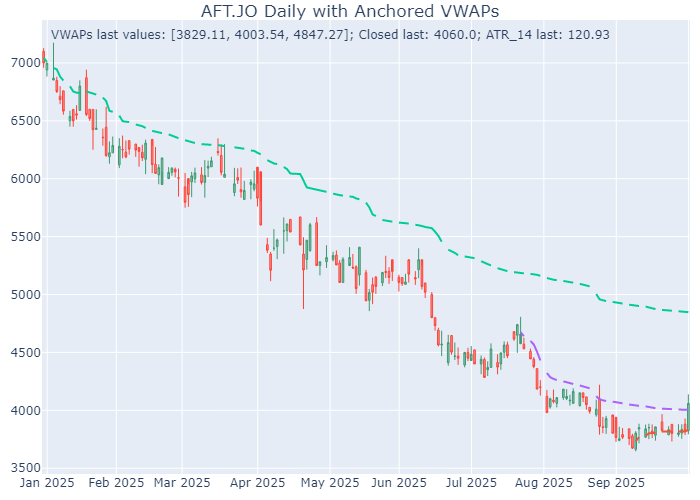 AFT.JO Daily with Anchored VWAPs
VWAPs last values: [3829.11, 4003.54, 4847.27]; Closed last: 4060.0; ATR_14 last: 120.93
7000
6500
6000
5500
5000
4500
4000
3500
Jan 2025 Feb 2025 Mar 2025 Apr 2025 May 2025 Jun 2025 Jul 2025 Aug 2025 Sep 2025